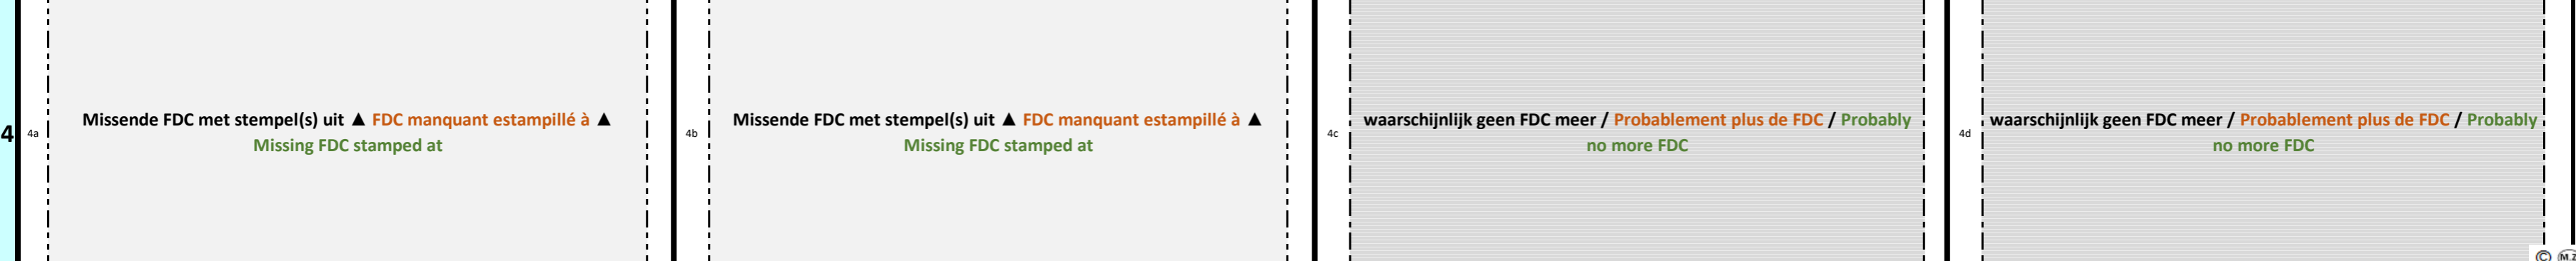 4
4a
Missende FDC met stempel(s) uit ▲ FDC manquant estampillé à ▲
Missing FDC stamped at
4b
Missende FDC met stempel(s) uit ▲ FDC manquant estampillé à ▲
Missing FDC stamped at
4c
waarschijnlijk geen FDC meer / Probablement plus de FDC / Probably
no more FDC
4d
waarschijnlijk geen FDC meer / Probablement plus de FDC / Probably
no more FDC
©